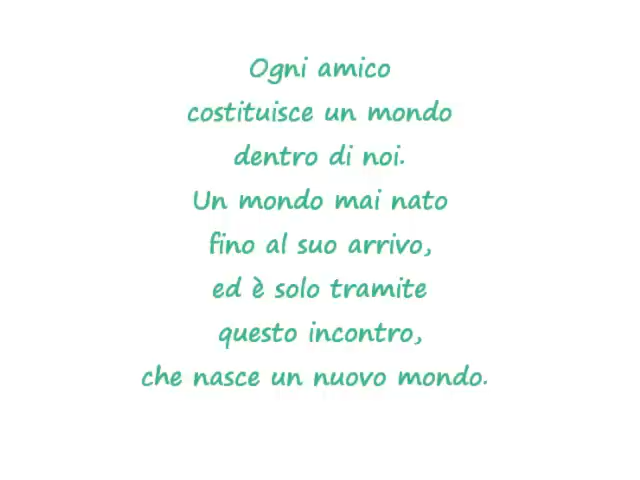 Ogni amico
costituisce un mondo
dentro di noi.
Un mondo mai nato
fino al suo arrivo,
ed è solo tramite
questo incontro,
che nasce un nuovo mondo.